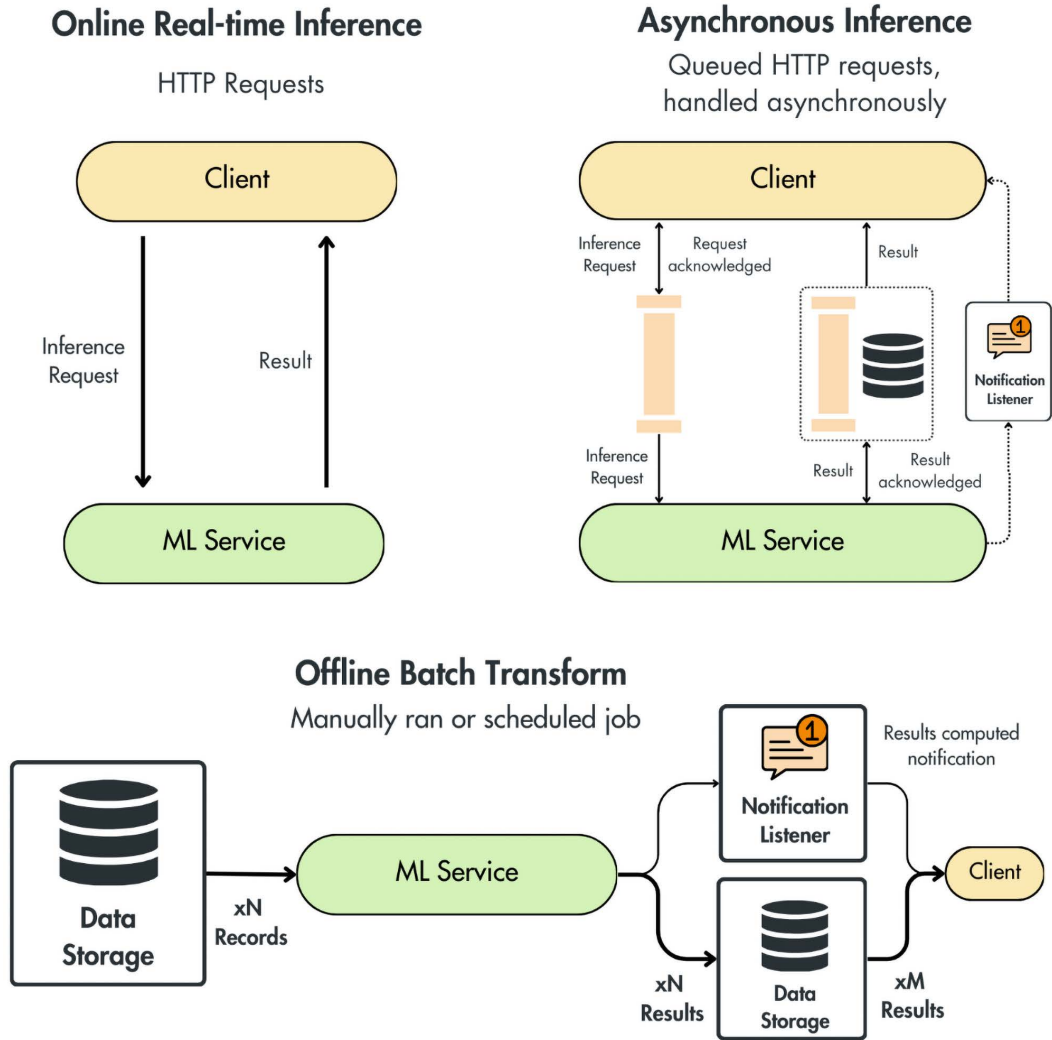 Online Real-time Inference
HTTP Requests
Client
Inference
Request
Result
ML Service
Asynchronous Inference
Queued HTTP requests,
handled asynchronously
Client
Inference
Request
Request
acknowledged
Result
1
Notification
Listener
Inference
Request
Result
Result
acknowledged
ML Service
Offline Batch Transform
Manually ran or scheduled job
Data
Storage
xN
Records
ML Service
1
Notification
Listener
Results computed
notification
xN
Results
Data
Storage
xM
Results
Client